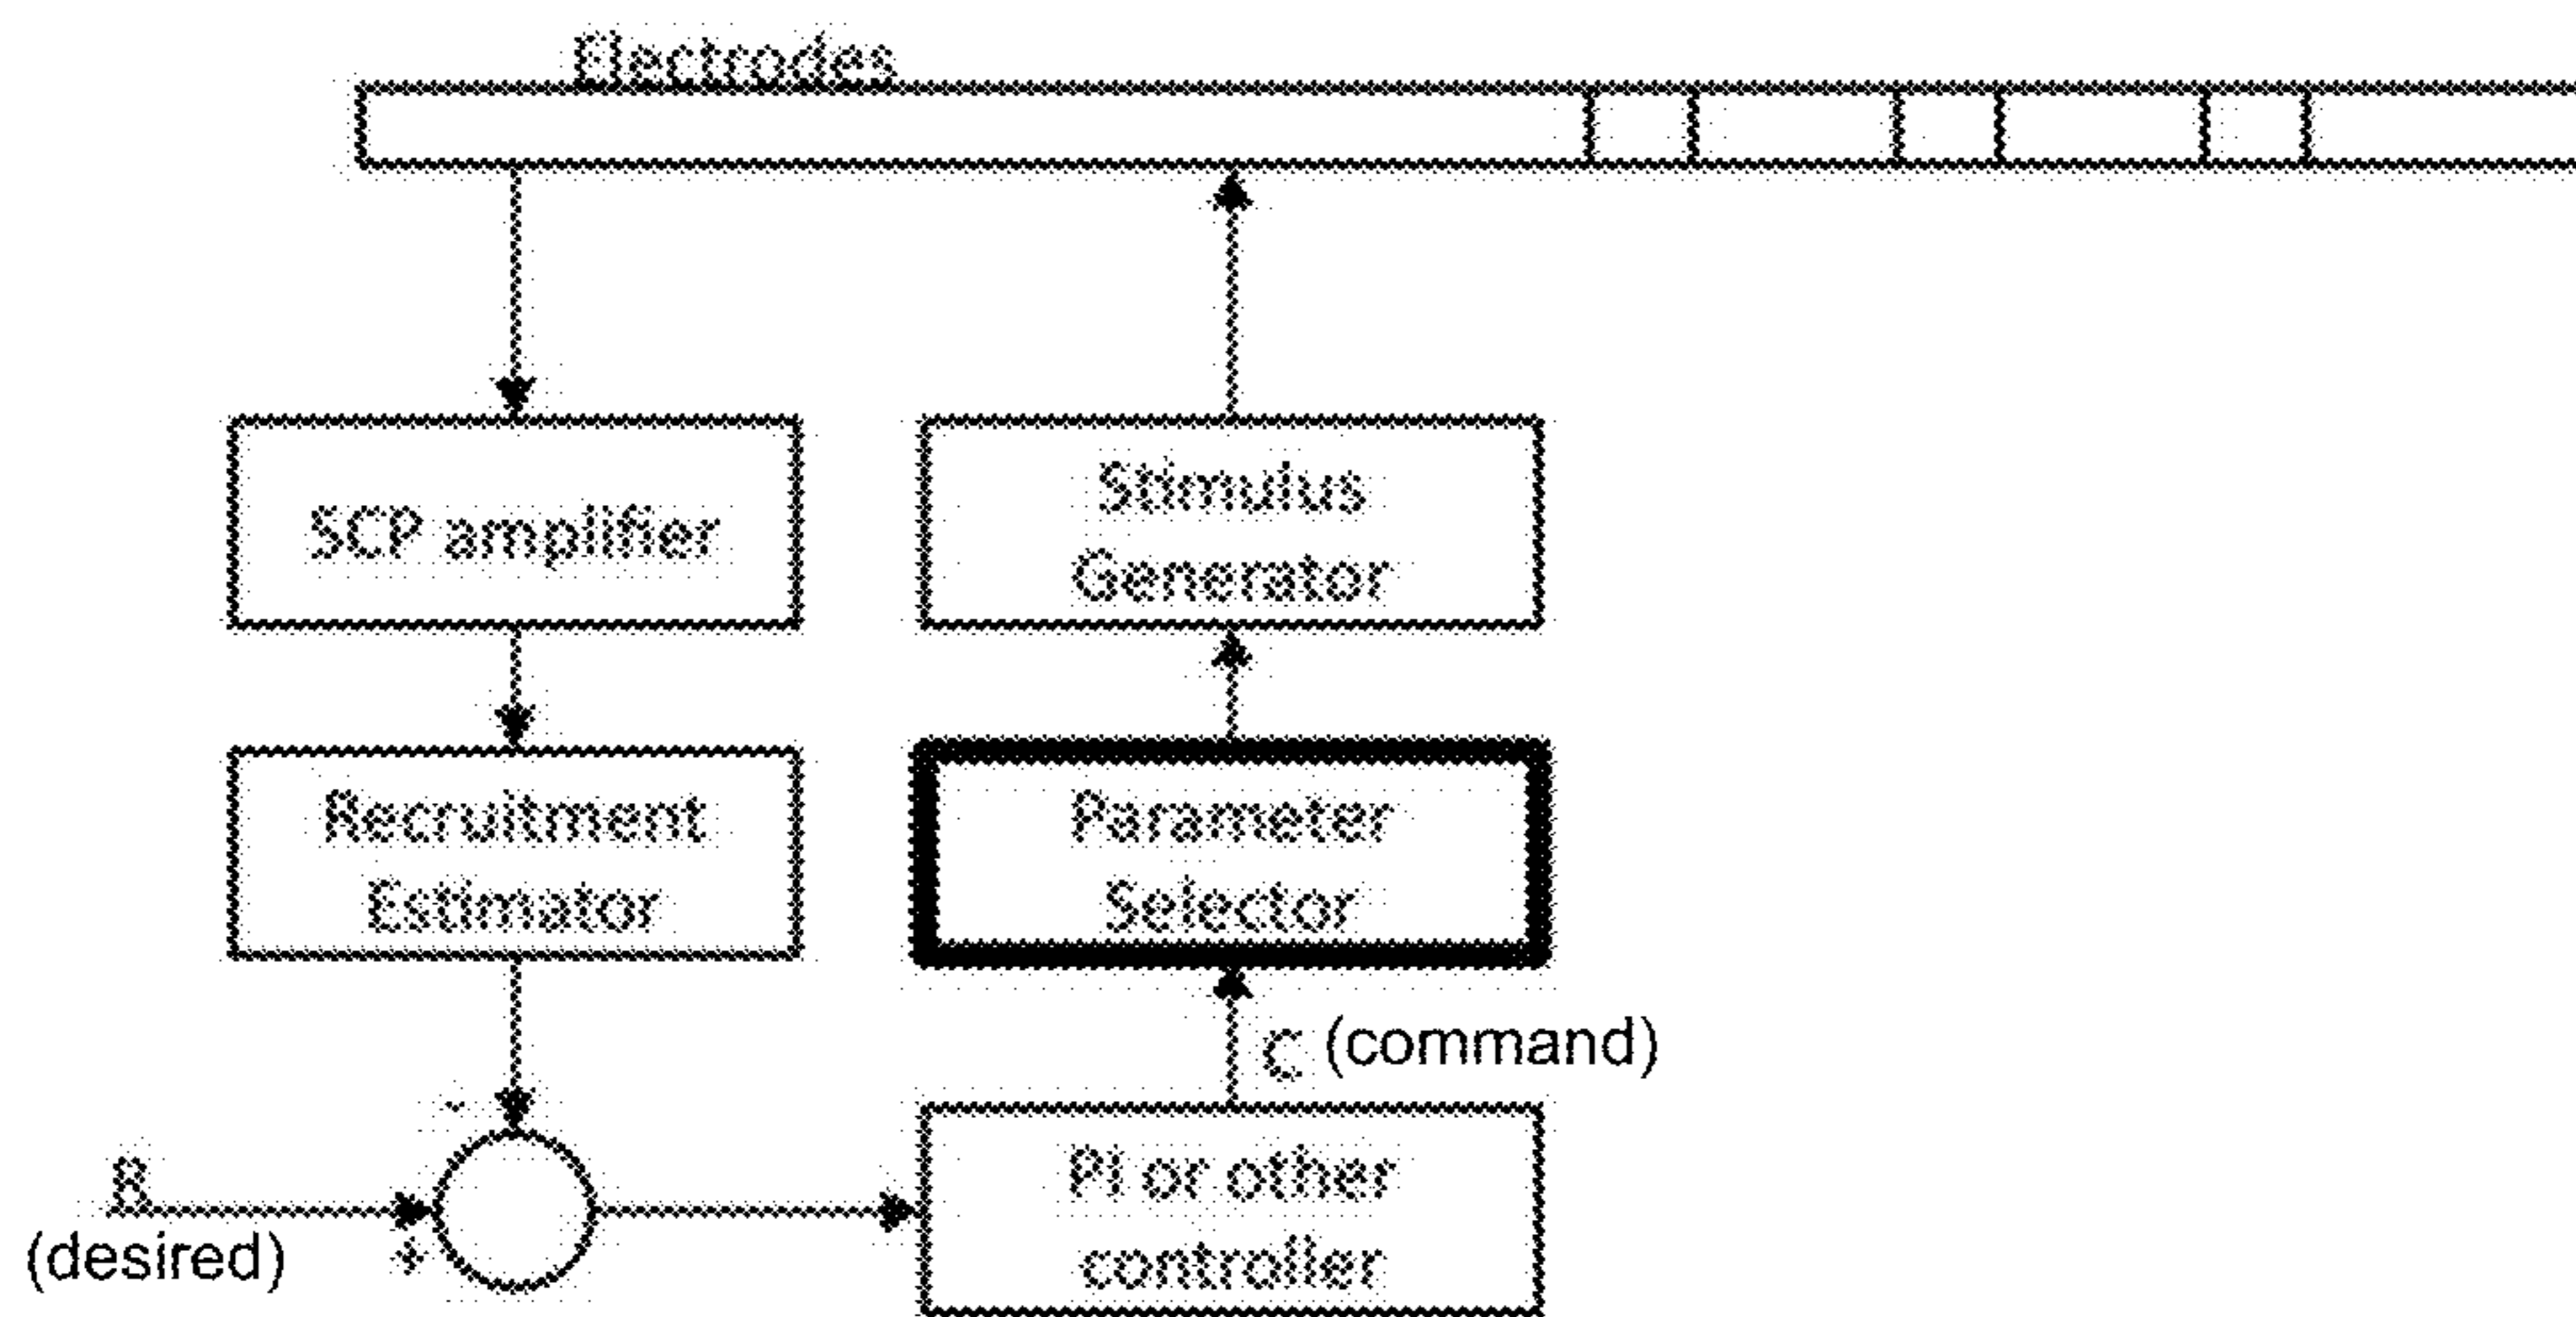 Electrodes
SCP amplifier
Stimulus
Generator
Recruitment
Estimator
Parameter
Selector
C (command)
-
R
(desired)
+
PI or other
controller